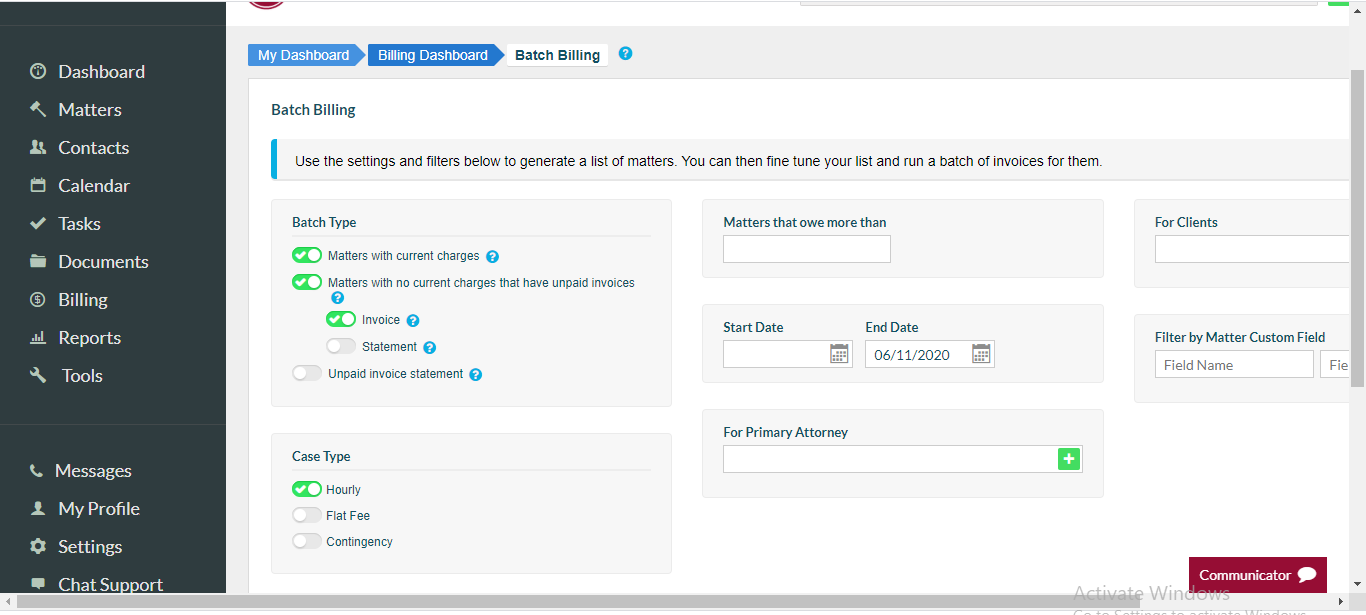 Dashboard
Matters
Contacts
Calendar
Tasks
Documents
Billing
Reports
Tools
Messages
My Profile
Settings
Chat Support
My Dashboard Billing Dashboard Batch Billing ?
Batch Billing
Use the settings and filters below to generate a list of matters. You can then fine tune your list and run a batch of invoices for them.
Batch Type
Matters with current charges ?
Matters with no current charges that have unpaid invoices
?
Invoice ?
Statement ?
Unpaid invoice statement ?
Case Type
Hourly
Flat Fee
Contingency
Matters that owe more than
Start Date End Date
06/11/2020
For Primary Attorney
+
For Clients
Filter by Matter Custom Field
Field Name Fie
Communicator
Activate Windows
Go to Settings to activate Windows.